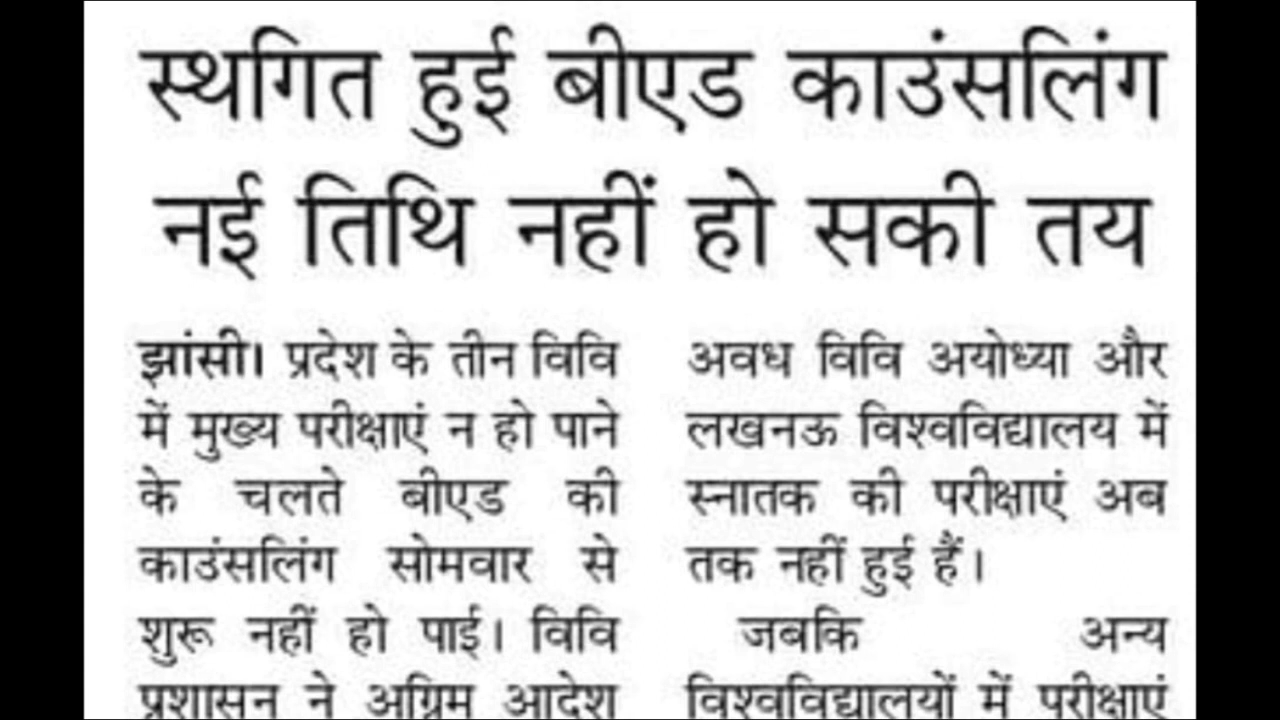 स्थगित हुई बीएड काउंसलिंग
नई तिथि नहीं हो सकी तय
झांसी। प्रदेश के तीन विवि
में मुख्य परीक्षाएं न हो पाने
के चलते बीएड की
काउंसलिंग सोमवार से
शुरू नहीं हो पाई। विवि
प्रशासन ने अग्रिम आदेश
अवध विवि अयोध्या और
लखनऊ विश्वविद्यालय में
स्नातक की परीक्षाएं अब
तक नहीं हुई हैं।
जबकि अन्य
विश्वविद्यालयों में परीक्षाएं